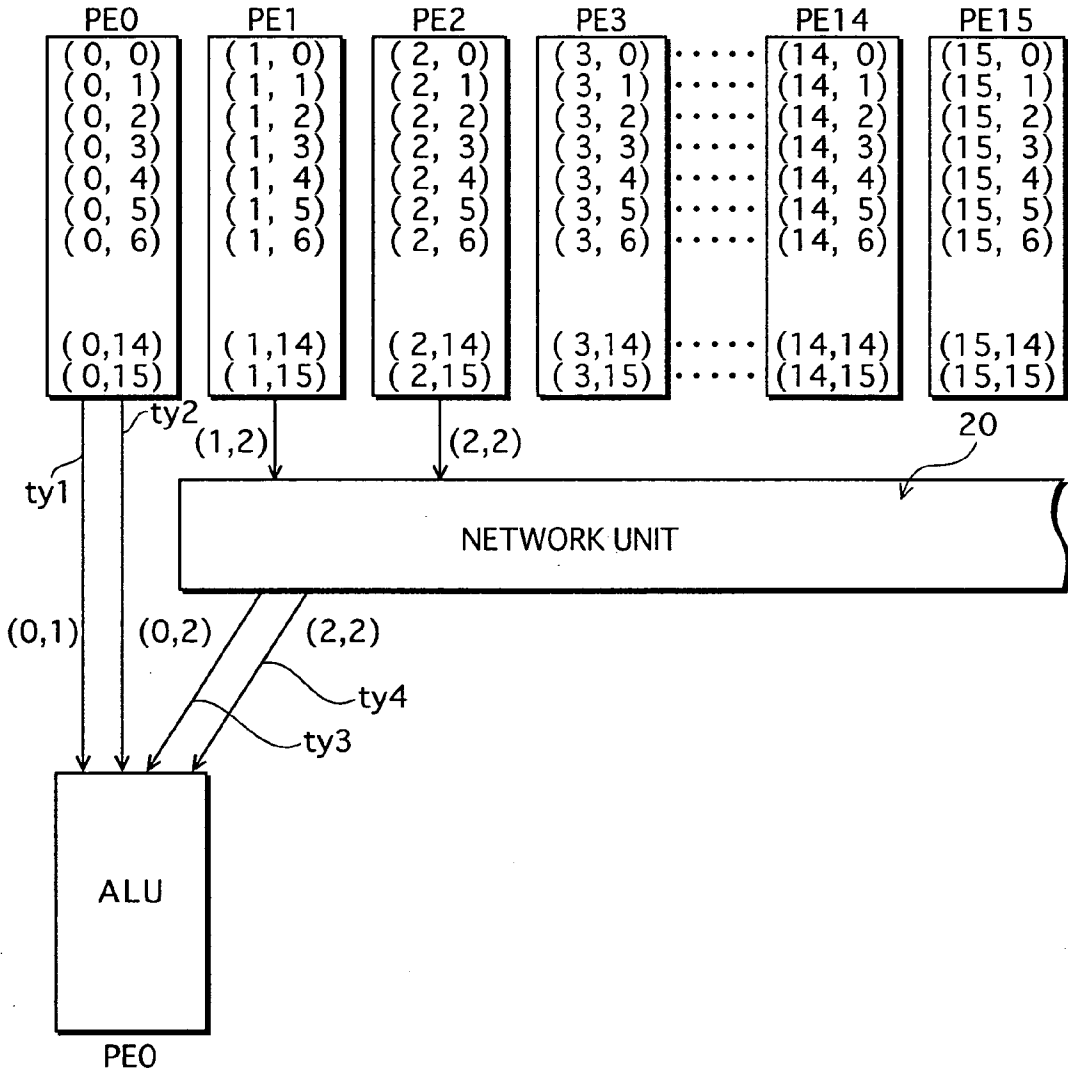 PE0 PE1 PE2 PE3 PE14 PE15
( 0, 0) ( 1, 0) ( 2, 0) ( 3, 0) ····· (14, 0) (15, 0)
( 0, 1) ( 1, 1) ( 2, 1) ( 3, 1) ····· (14, 1) (15, 1)
( 0, 2) ( 1, 2) ( 2, 2) ( 3, 2) ····· (14, 2) (15, 2)
( 0, 3) ( 1, 3) ( 2, 3) ( 3, 3) ····· (14, 3) (15, 3)
( 0, 4) ( 1, 4) ( 2, 4) ( 3, 4) ····· (14, 4) (15, 4)
( 0, 5) ( 1, 5) ( 2, 5) ( 3, 5) ····· (14, 5) (15, 5)
( 0, 6) ( 1, 6) ( 2, 6) ( 3, 6) ····· (14, 6) (15, 6)
( 0,14) ( 1,14) ( 2,14) ( 3,14) ····· (14,14) (15,14)
(0,15) (1,15) (2,15) (3,15) ····· (14,15) (15,15)
ty2
20
(1,2) (2,2)
ty1
NETWORK UNIT
(0,1) (0,2) (2,2)
ty4
ty3
ALU
PE0